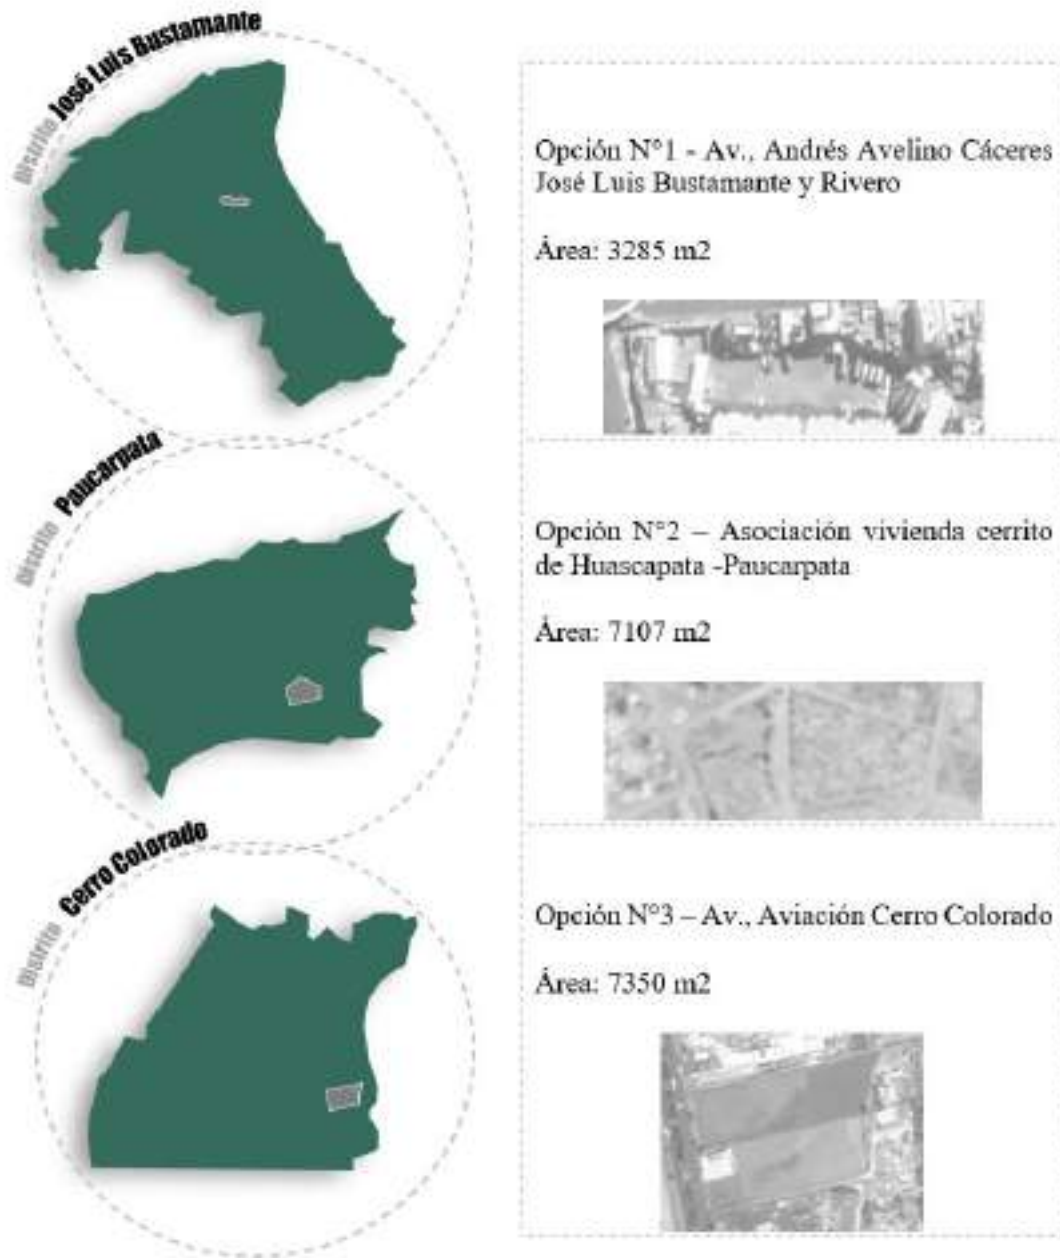 Distrito José Luis Bustamante
Opción N°1 - Av., Andrés Avelino Cáceres
José Luis Bustamante y Rivero
Área: 3285 m2
Distrito Paucarpata
Opción N°2 – Asociación vivienda cerrito
de Huascapata -Paucarpata
Área: 7107 m2
Distrito Cerro Colorado
Opción N°3 – Av., Aviación Cerro Colorado
Área: 7350 m2